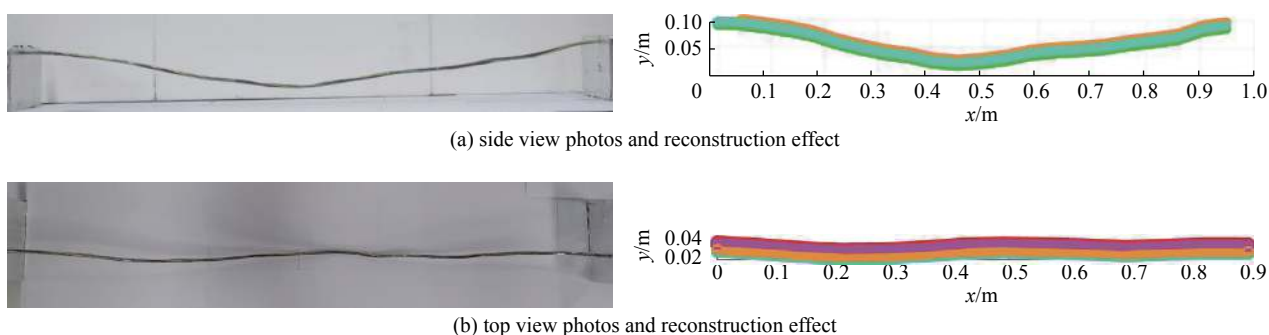 y/m
0.10
0.05
0 0.1 0.2 0.3 0.4 0.5 0.6 0.7 0.8 0.9 1.0
x/m
(a) side view photos and reconstruction effect
y/m
0.04
0.02
0 0.1 0.2 0.3 0.4 0.5 0.6 0.7 0.8 0.9
x/m
(b) top view photos and reconstruction effect